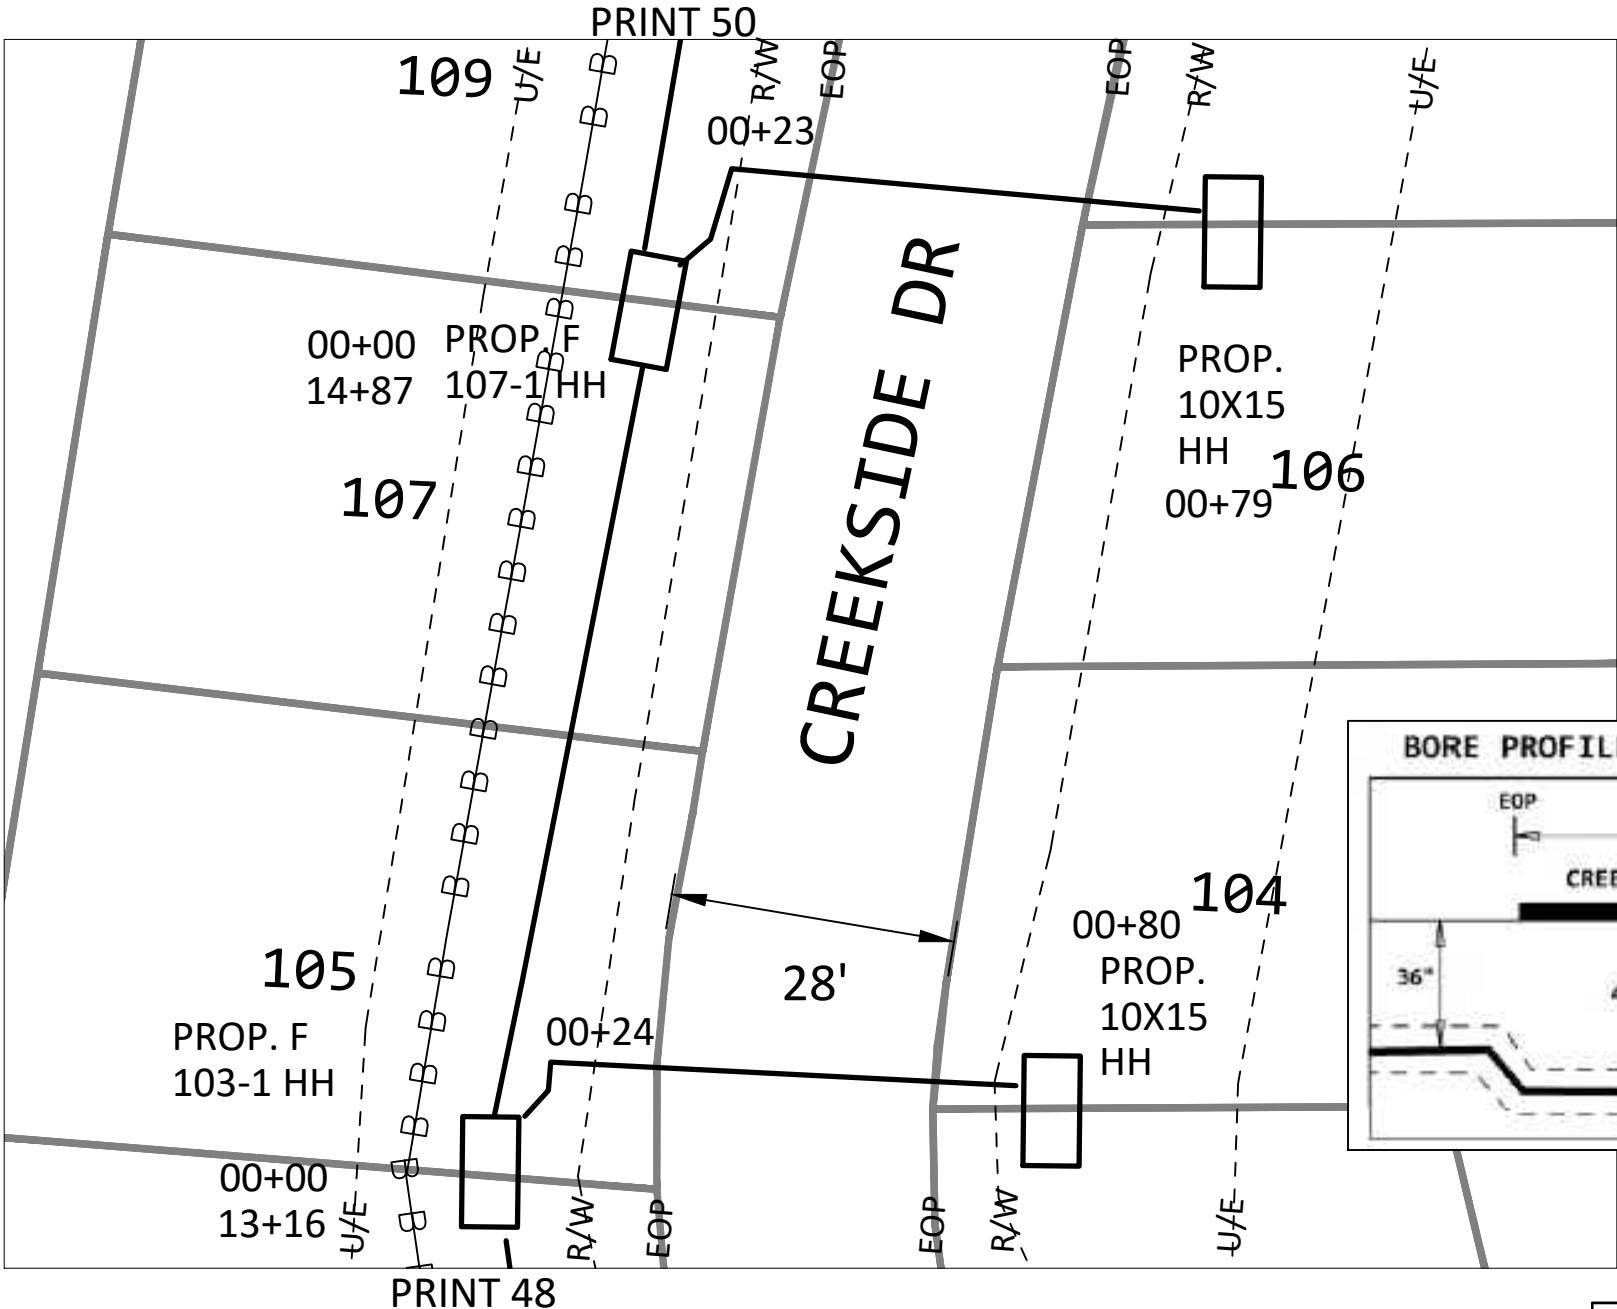 PRINT 50
109
U/E
R/W
EOP
EOP
R/W
U/E
00+23
CREEKSIDE DR
00+00
14+87
PROP. F
107-1 HH
PROP.
10X15
HH
00+79
106
107
BORE
EOP
36"
104
00+80
PROP.
10X15
HH
28'
105
00+24
PROP. F
103-1 HH
00+00
13+16
U/E
R/W
EOP
EOP
R/W
U/E
PRINT 48
B B B B B B B B B B B B B B B B B B B B B B B B